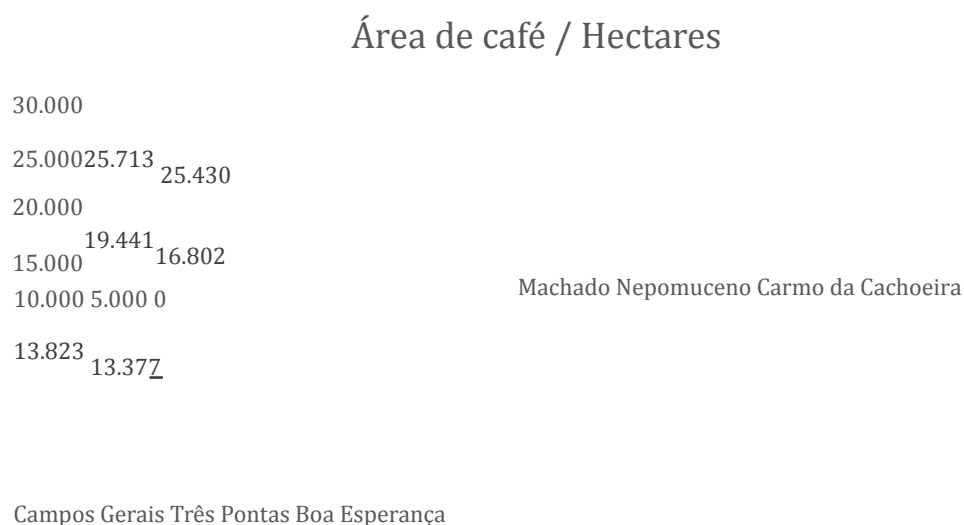 Área de café / Hectares
30.000
25.00025.713
25.430
20.000
19.441
16.802
15.000
Machado Nepomuceno Carmo da Cachoeira
10.000 5.000 0
13.823
13.377
Campos Gerais Três Pontas Boa Esperança